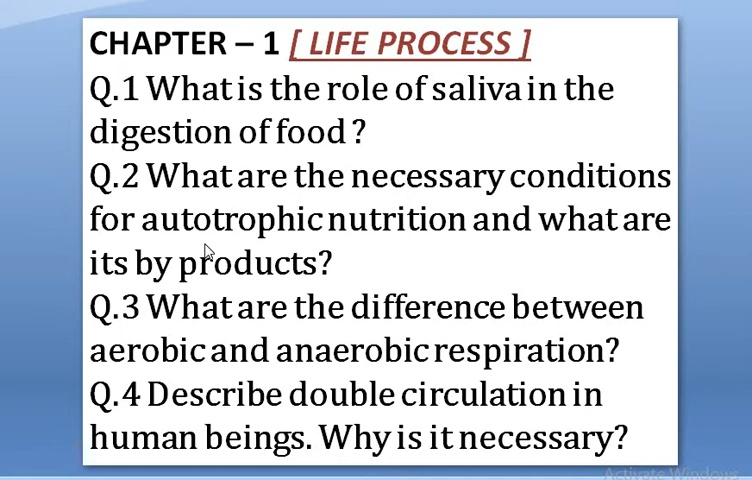 CHAPTER – 1 [ LIFE PROCESS ]
Q.1 What is the role of saliva in the
digestion of food ?
Q.2 What are the necessary conditions
for autotrophic nutrition and what are
its by products?
Q.3 What are the difference between
aerobic and anaerobic respiration?
Q.4 Describe double circulation in
human beings. Why is it necessary?
Activate Windows